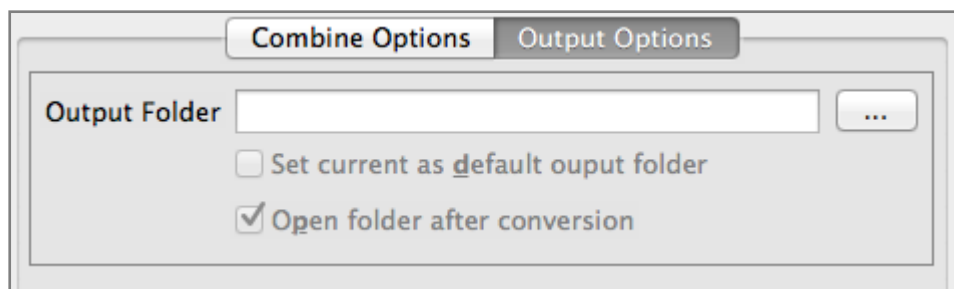 Combine Options Output Options
Output Folder ...
Set current as default ouput folder
Open folder after conversion